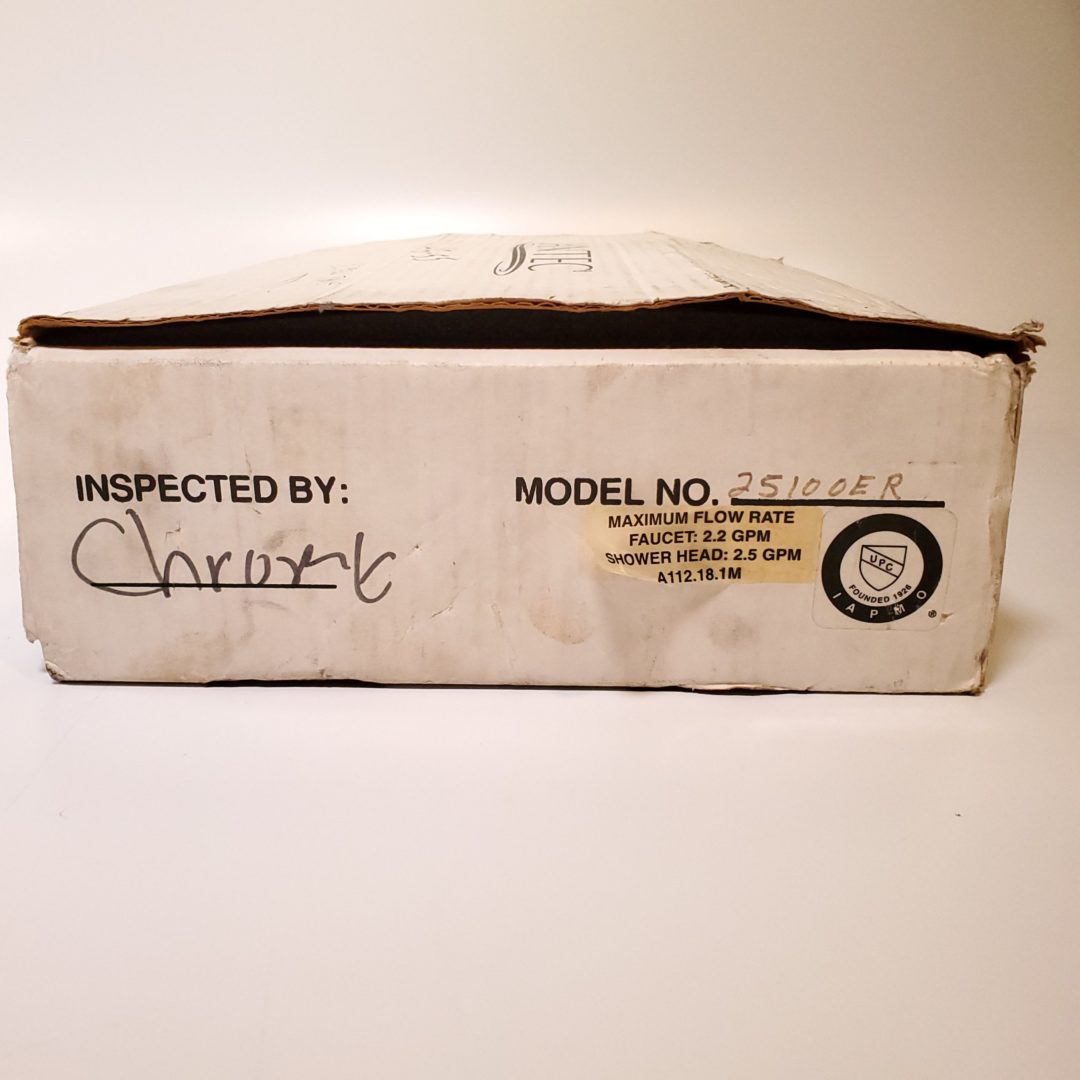 INSPECTED BY:
Chrome
MODEL NO. 25100ER
MAXIMUM FLOW RATE
FAUCET: 2.2 GPM
SHOWER HEAD: 2.5 GPM
A112.18.1M
UPC
FOUNDED 1926
IAPMO
®